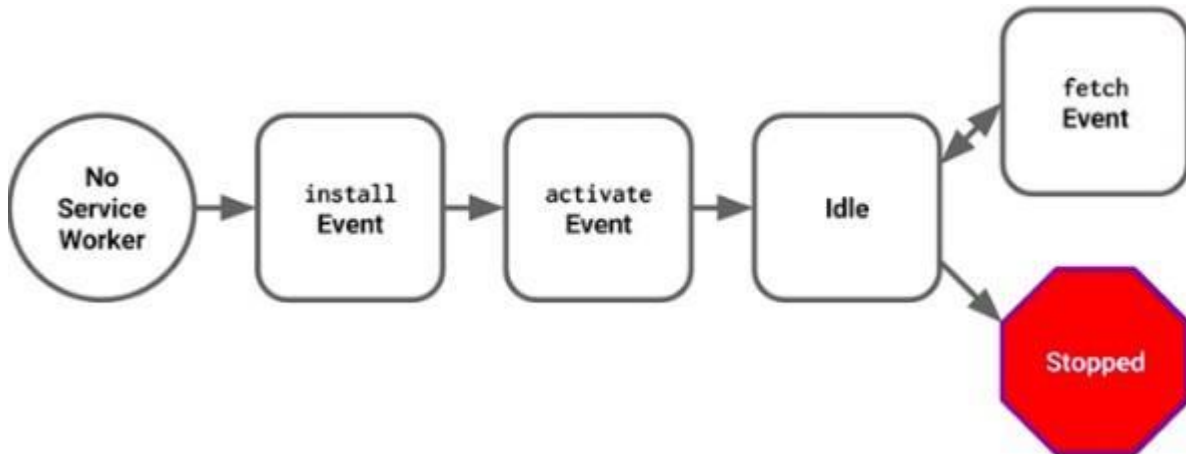 No
Service
Worker
install
Event
activate
Event
Idle
fetch
Event
Stopped